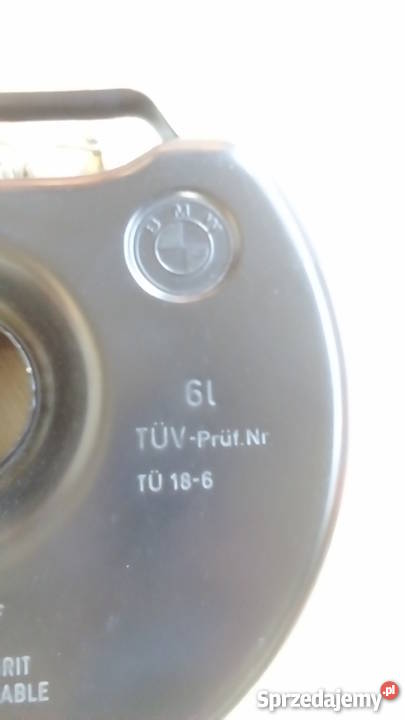 BMW
6l
TÜV-Prüf.Nr
TÜ 18-6
RIT
ABLE
Sprzedajemy.pl